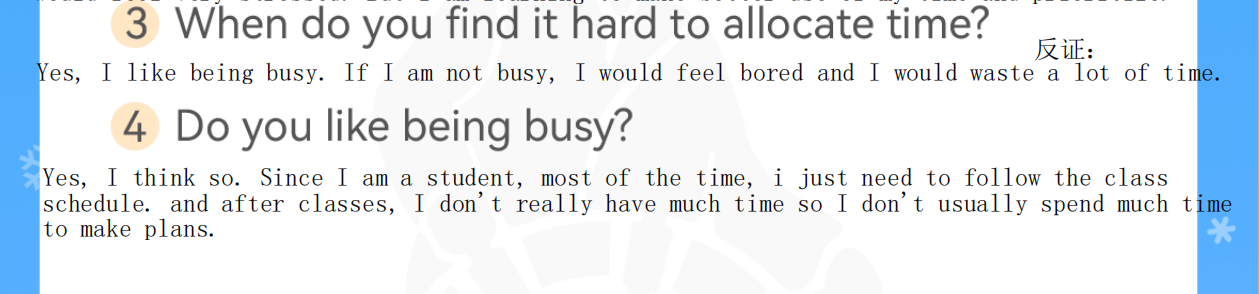 3 When do you find it hard to allocate time?
反证：
Yes, I like being busy. If I am not busy, I would feel bored and I would waste a lot of time.
4 Do you like being busy?
Yes, I think so. Since I am a student, most of the time, i just need to follow the class
schedule. and after classes, I don't really have much time so I don't usually spend much time
to make plans.